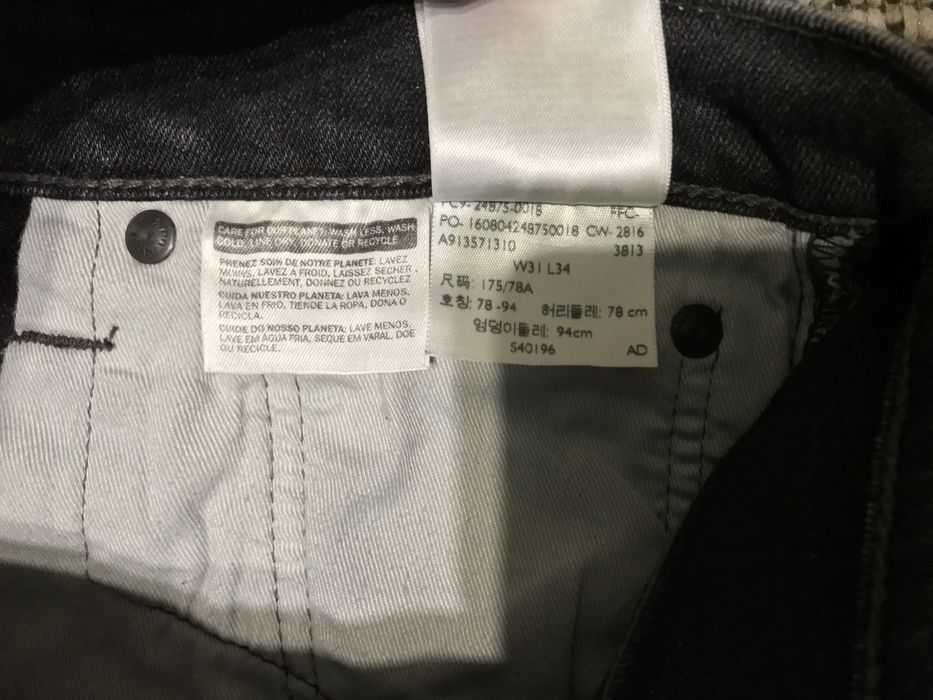 CARE FOR OUR PLANET: WASH LESS, WASH
COLD, LINE DRY, DONATE OR RECYCLE.
PRENEZ SOIN DE NOTRE PLANETE: LAVEZ
MOINS, LAVEZ A FROID, LAISSEZ SECHER
NATURELLEMENT, DONNEZ OU RECYCLEZ
CUIDA NUESTRO PLANETA: LAVA MENOS,
LAVA EN FRIO, TIENDE LA ROPA, DONA O
RECICLA.
CUIDE DO NOSSO PLANETA: LAVE MENOS,
LAVE EM AGUA FRIA, SEQUE EM VARAL, DOE
OU RECICLE.
24875-0018
PO- 160804248750018 CW- 2816
A913571310 3813
W31 L34
尺码: 175/78A
호칭: 78 -94 허리둘레: 78 cm
엉덩이둘레: 94cm
S40196 AD